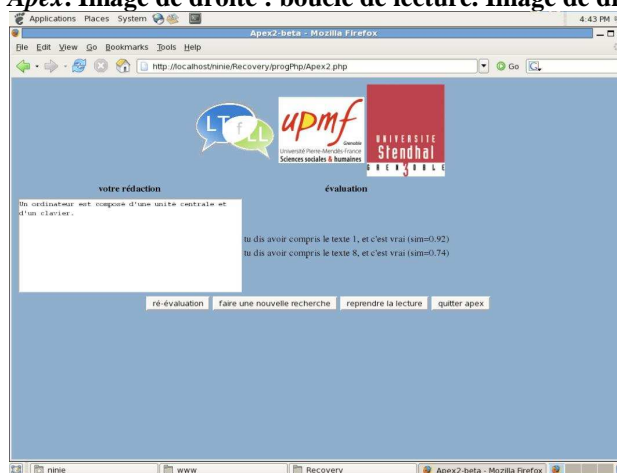 Apex. Image de droite : boucle de lecture. Image de di
Applications Places System 4:43 PM
Apex2-beta - Mozilla Firefox
File Edit View Go Bookmarks Tools Help
http://localhost/ninie/Recovery/progPhp/Apex2.php Go G
LTfLL
upmf
Grenoble
Université Pierre-Mendès-France
Sciences sociales & humaines
UNIVERSITE
Stendhal
GRENOBLE
votre rédaction évaluation
Un ordinateur est composé d'une unité centrale et
d'un clavier.
tu dis avoir compris le texte 1, et c'est vrai (sim=0.92)
tu dis avoir compris le texte 8, et c'est vrai (sim=0.74)
ré-évaluation faire une nouvelle recherche reprendre la lecture quitter apex
ninie www Recovery Apex2-beta - Mozilla Firefox